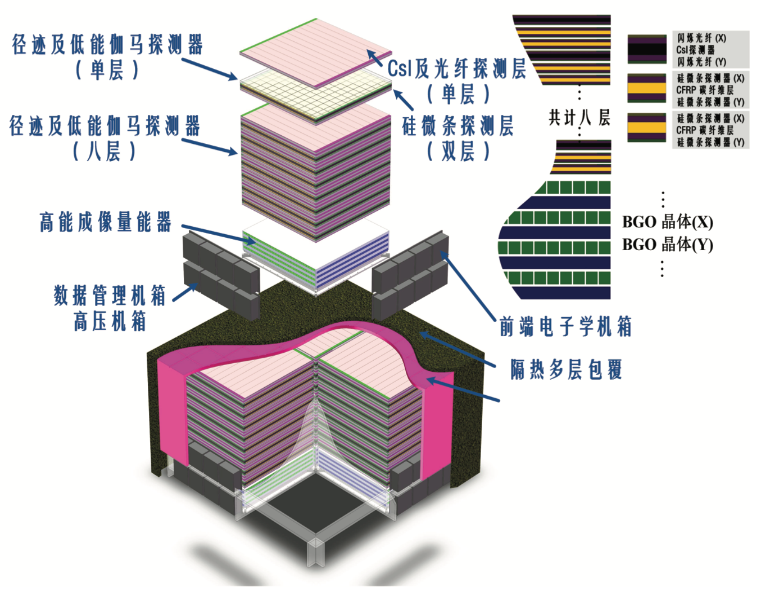 径迹及低能伽马探测器
(单层)
CsI及光纤探测层
(单层)
径迹及低能伽马探测器
(八层)
硅微条探测层
(双层)
高能成像量能器
数据管理机箱
高压机箱
前端电子学机箱
隔热多层包覆
共计八 层
闪烁光纤 (X)
CsI 探测器
闪烁光纤 (Y)
硅微条探测器 (X)
CFRP 碳纤维层
硅微条探测器 (Y)
硅微条探测器 (X)
CFRP 碳纤维层
硅微条探测器 (Y)
BGO 晶体(X)
BGO 晶体(Y)